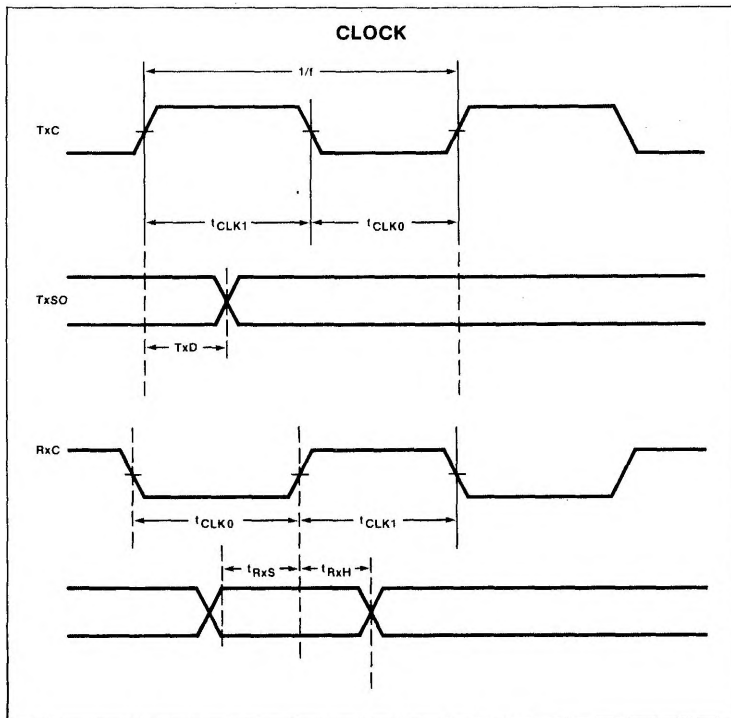 CLOCK
1/f
TxC
tCLK1
tCLK0
TxSO
TxD
RxC
tCLK0
tCLK1
tRxS
tRxH